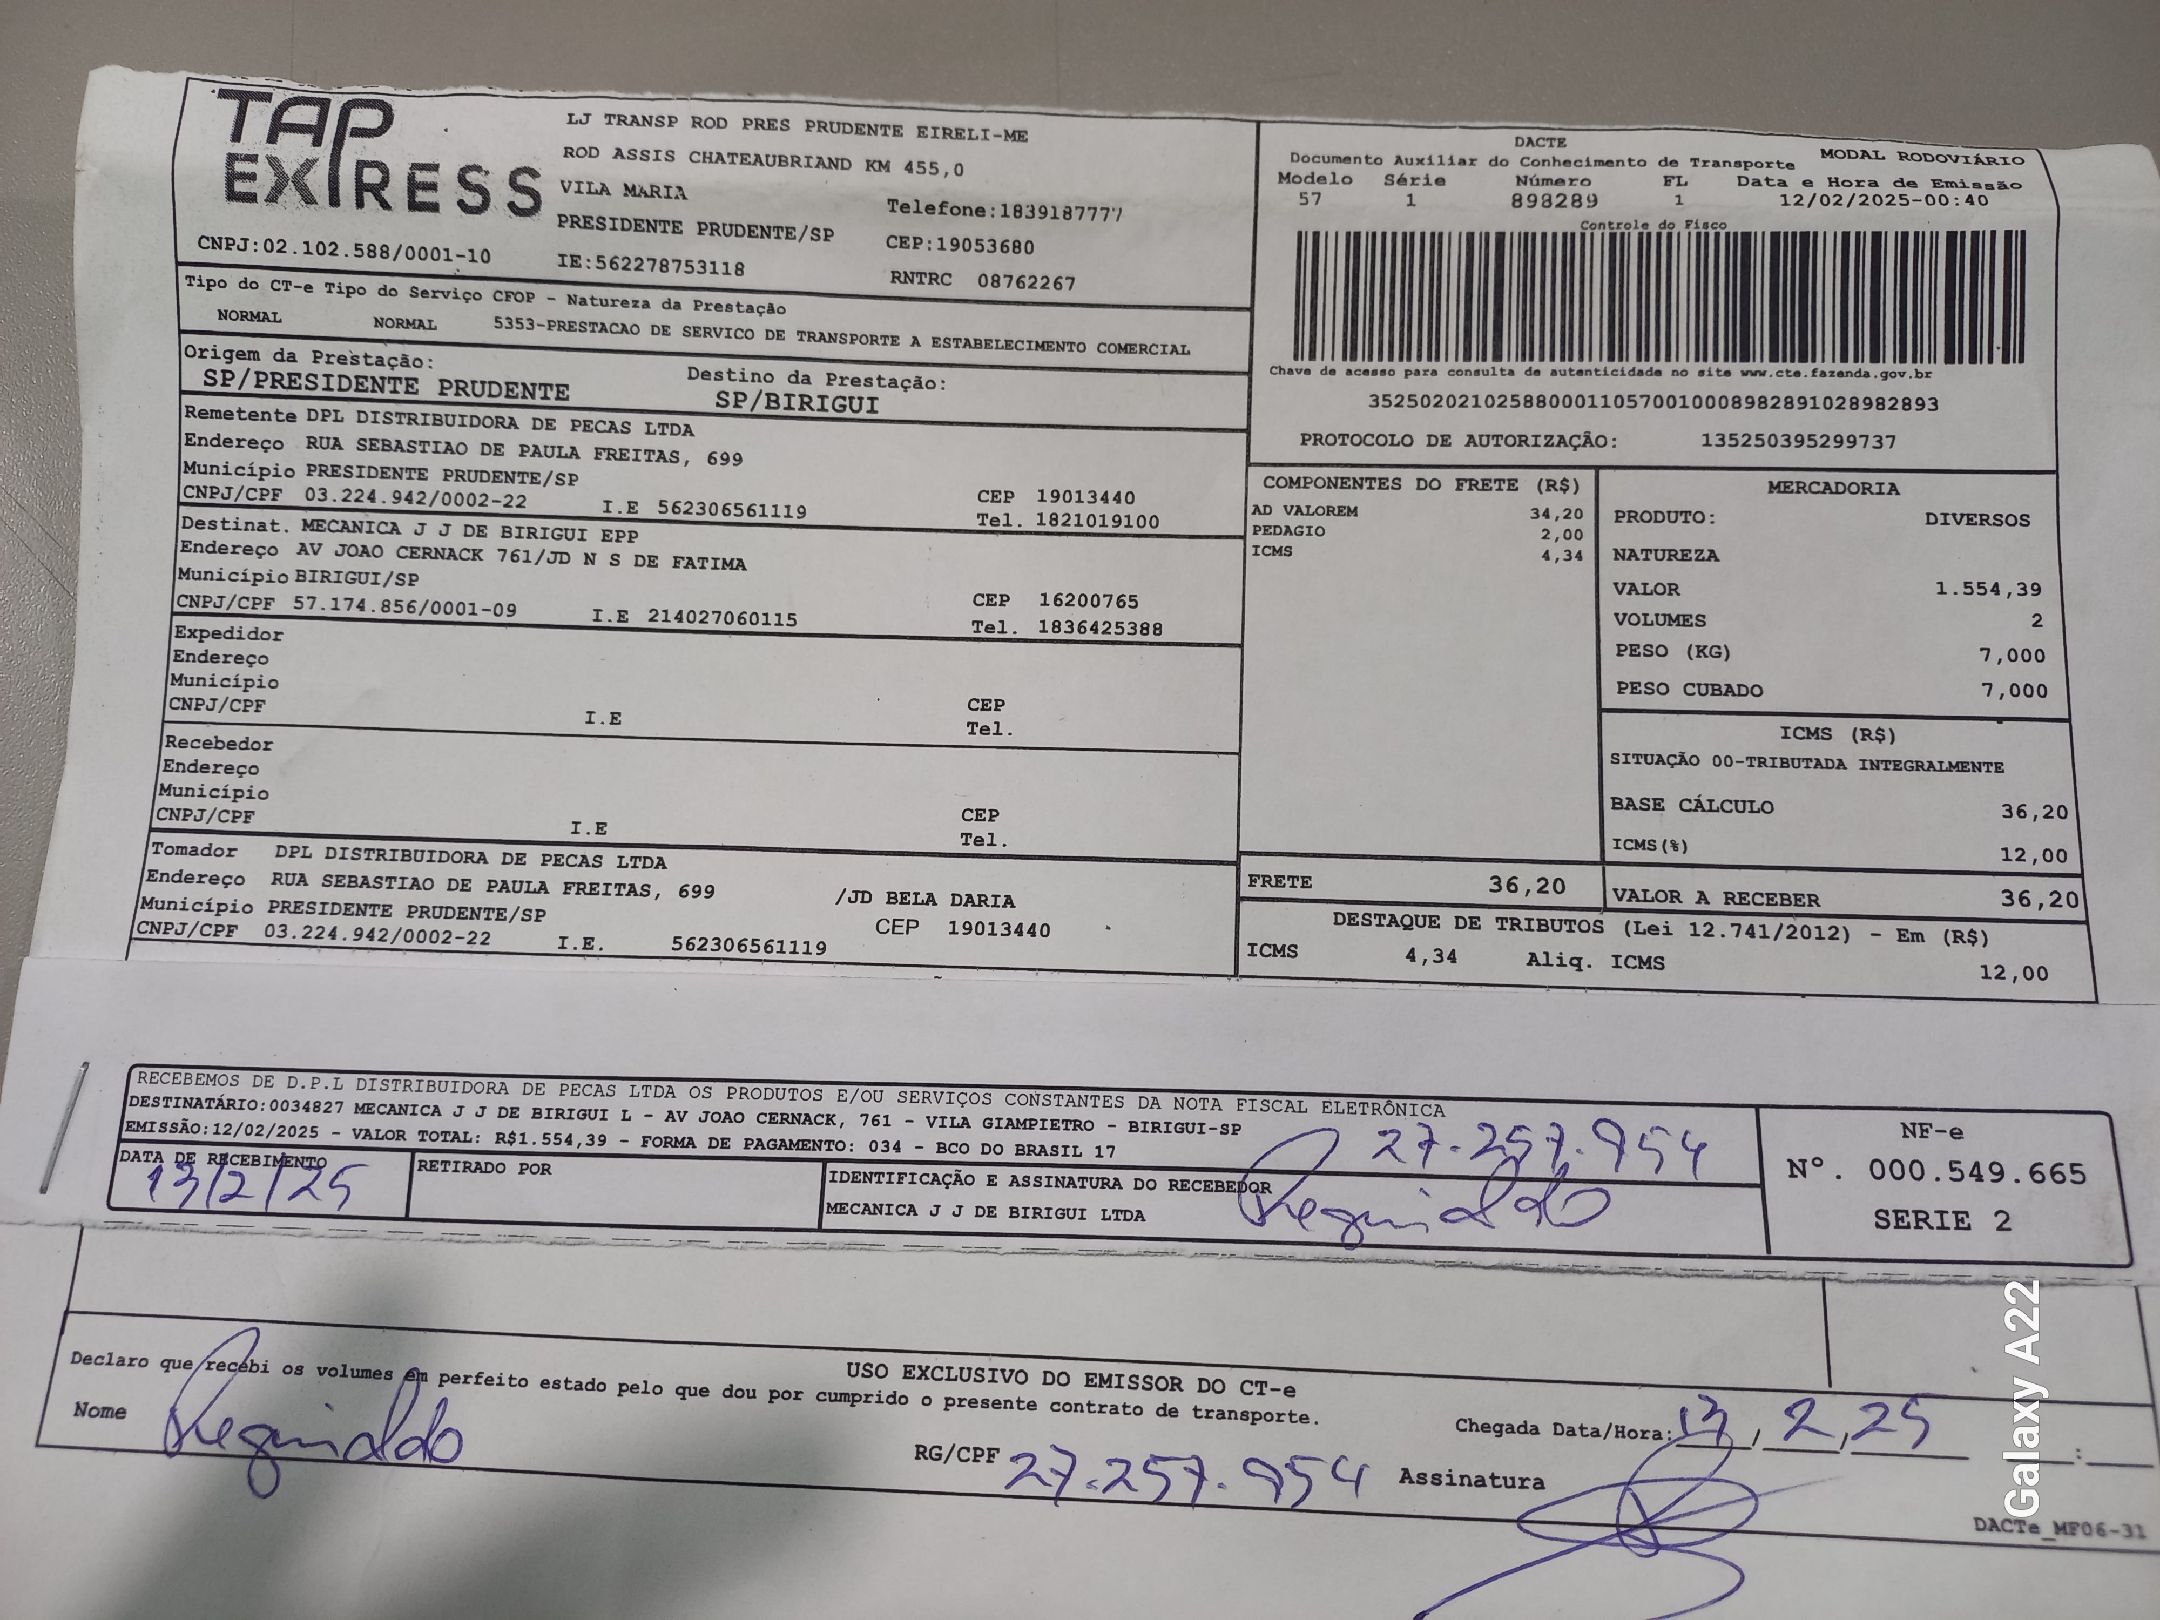 TAP
EXPRESS
LJ TRANSP ROD PRES PRUDENTE EIRELI-ME
ROD ASSIS CHATEAUBRIAND KM 455,0
VILA MARIA
Telefone:1839187777
PRESIDENTE PRUDENTE/SP
CEP:19053680
CNPJ:02.102.588/0001-10
IE:562278753118
RNTRC 08762267
DACTE
Documento Auxiliar do Conhecimento de Transporte MODAL RODOVIÁRIO
Modelo Série Número FL Data e Hora de Emissão
57 1 898289 1 12/02/2025-00:40
Controle do Fisco
Chave de acesso para consulta de autenticidade no site www.cte.fazenda.gov.br
35250202102588000110570010008982891028982893
PROTOCOLO DE AUTORIZAÇÃO: 135250395299737
Tipo do CT-e Tipo do Serviço CFOP - Natureza da Prestação
NORMAL NORMAL 5353-PRESTACAO DE SERVICO DE TRANSPORTE A ESTABELECIMENTO COMERCIAL
Origem da Prestação: Destino da Prestação:
SP/PRESIDENTE PRUDENTE SP/BIRIGUI
Remetente DPL DISTRIBUIDORA DE PECAS LTDA
Endereço RUA SEBASTIAO DE PAULA FREITAS, 699
Município PRESIDENTE PRUDENTE/SP CEP 19013440
CNPJ/CPF 03.224.942/0002-22 I.E 562306561119 Tel. 1821019100
Destinat. MECANICA J J DE BIRIGUI EPP
Endereço AV JOAO CERNACK 761/JD N S DE FATIMA
Município BIRIGUI/SP CEP 16200765
CNPJ/CPF 57.174.856/0001-09 I.E 214027060115 Tel. 1836425388
Expedidor
Endereço
Município CEP
CNPJ/CPF I.E Tel.
Recebedor
Endereço
Município CEP
CNPJ/CPF I.E Tel.
Tomador DPL DISTRIBUIDORA DE PECAS LTDA
Endereço RUA SEBASTIAO DE PAULA FREITAS, 699 /JD BELA DARIA
Município PRESIDENTE PRUDENTE/SP CEP 19013440
CNPJ/CPF 03.224.942/0002-22 I.E. 562306561119
COMPONENTES DO FRETE (R$)
AD VALOREM 34,20
PEDAGIO 2,00
ICMS 4,34
MERCADORIA
PRODUTO: DIVERSOS
NATUREZA
VALOR 1.554,39
VOLUMES 2
PESO (KG) 7,000
PESO CUBADO 7,000
ICMS (R$)
SITUAÇÃO 00-TRIBUTADA INTEGRALMENTE
BASE CÁLCULO 36,20
ICMS(%) 12,00
FRETE 36,20
VALOR A RECEBER 36,20
DESTAQUE DE TRIBUTOS (Lei 12.741/2012) - Em (R$)
ICMS 4,34 Aliq. ICMS 12,00
RECEBEMOS DE D.P.L DISTRIBUIDORA DE PECAS LTDA OS PRODUTOS E/OU SERVIÇOS CONSTANTES DA NOTA FISCAL ELETRÔNICA
DESTINATÁRIO:0034827 MECANICA J J DE BIRIGUI L - AV JOAO CERNACK, 761 - VILA GIAMPIETRO - BIRIGUI-SP
EMISSÃO:12/02/2025 - VALOR TOTAL: R$1.554,39 - FORMA DE PAGAMENTO: 034 - BCO DO BRASIL 17
27.257.954
DATA DE RECEBIMENTO
13/2/25
RETIRADO POR
IDENTIFICAÇÃO E ASSINATURA DO RECEBEDOR
MECANICA J J DE BIRIGUI LTDA
Reginaldo
NF-e
Nº. 000.549.665
SERIE 2
USO EXCLUSIVO DO EMISSOR DO CT-e
Declaro que recebi os volumes em perfeito estado pelo que dou por cumprido o presente contrato de transporte.
Nome Reginaldo
RG/CPF 27.257.954
Chegada Data/Hora: 13/2/25 :
Assinatura
DACTe_MF06-31
Galaxy A22